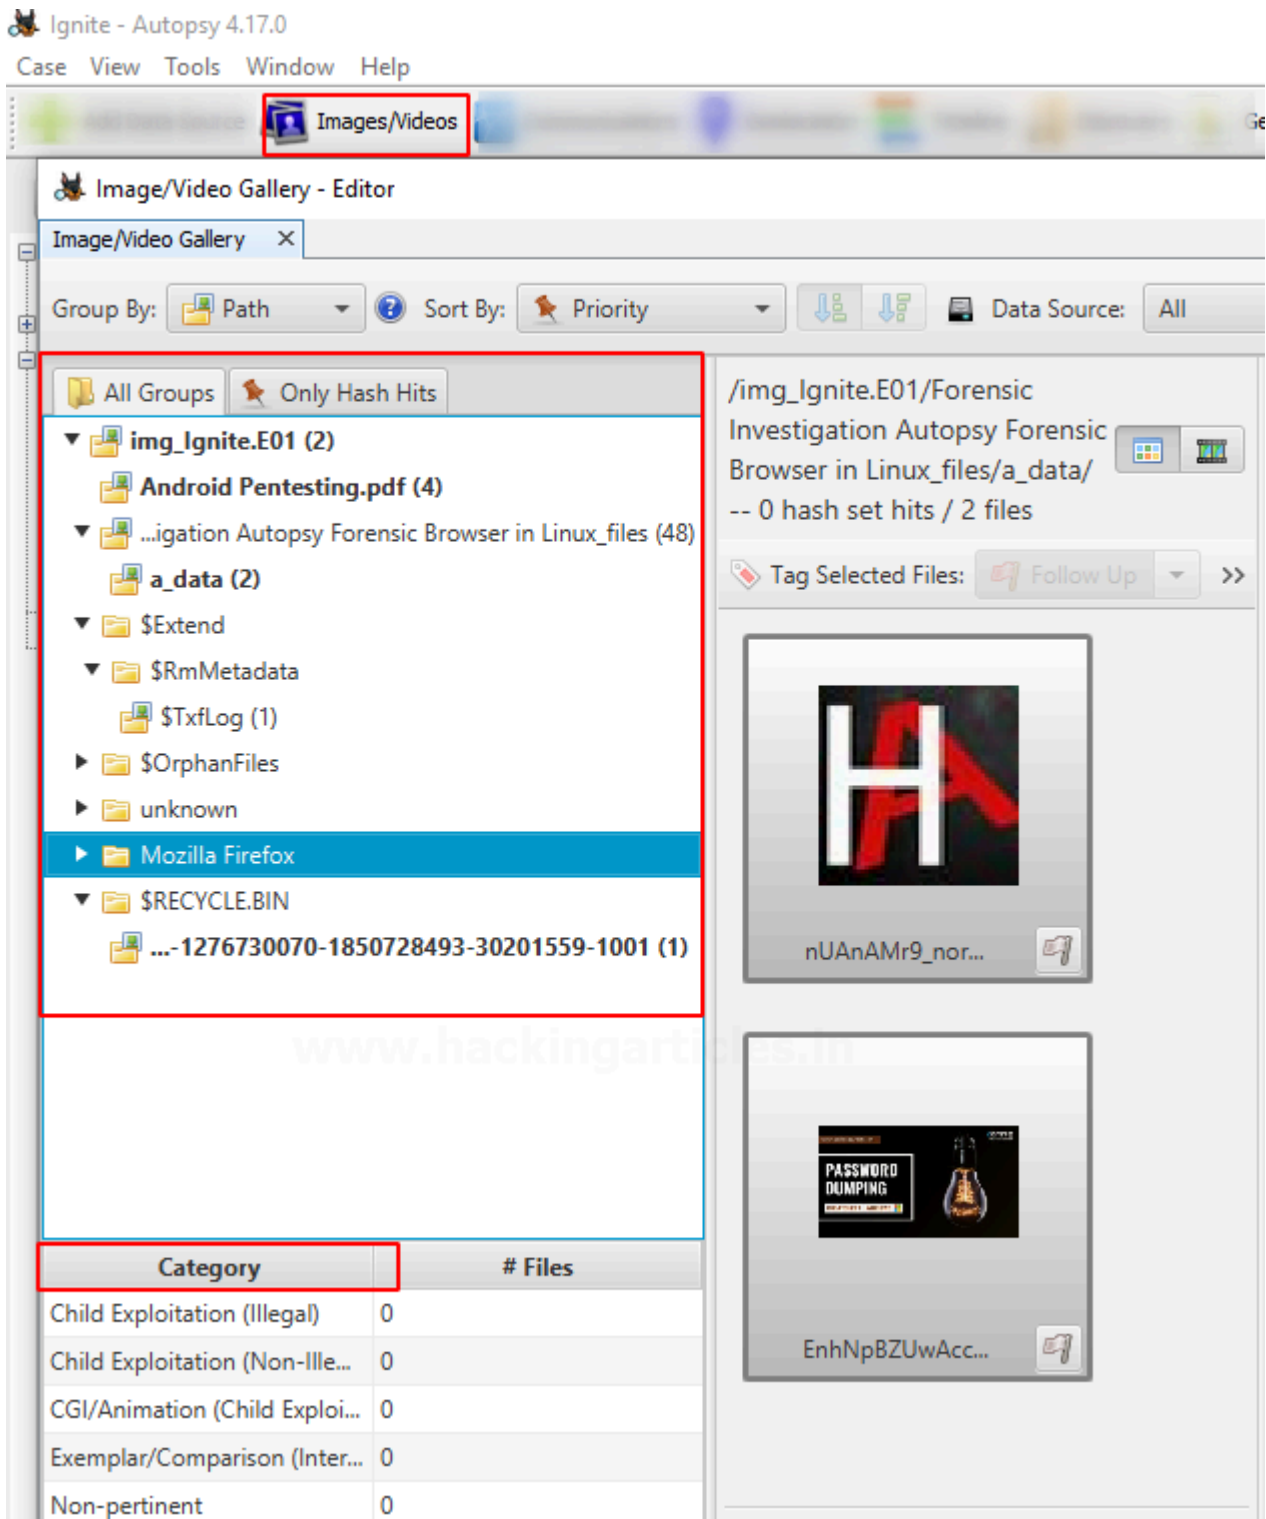 Ignite - Autopsy 4.17.0
Case View Tools Window Help
Images/Videos
Ge
Image/Video Gallery - Editor
Image/Video Gallery
Group By: Path Sort By: Priority Data Source: All
All Groups Only Hash Hits
img_Ignite.E01 (2)
Android Pentesting.pdf (4)
...igation Autopsy Forensic Browser in Linux_files (48)
a_data (2)
$Extend
$RmMetadata
$TxfLog (1)
$OrphanFiles
unknown
Mozilla Firefox
$RECYCLE.BIN
...-1276730070-1850728493-30201559-1001 (1)
www.hackingarticles.in
Category # Files
Child Exploitation (Illegal) 0
Child Exploitation (Non-Ille... 0
CGI/Animation (Child Exploi... 0
Exemplar/Comparison (Inter... 0
Non-pertinent 0
/img_Ignite.E01/Forensic
Investigation Autopsy Forensic
Browser in Linux_files/a_data/
-- 0 hash set hits / 2 files
Tag Selected Files: Follow Up
HA
nUAnAMr9_nor...
PASSWORD
DUMPING
EnhNpBZUwAcc...